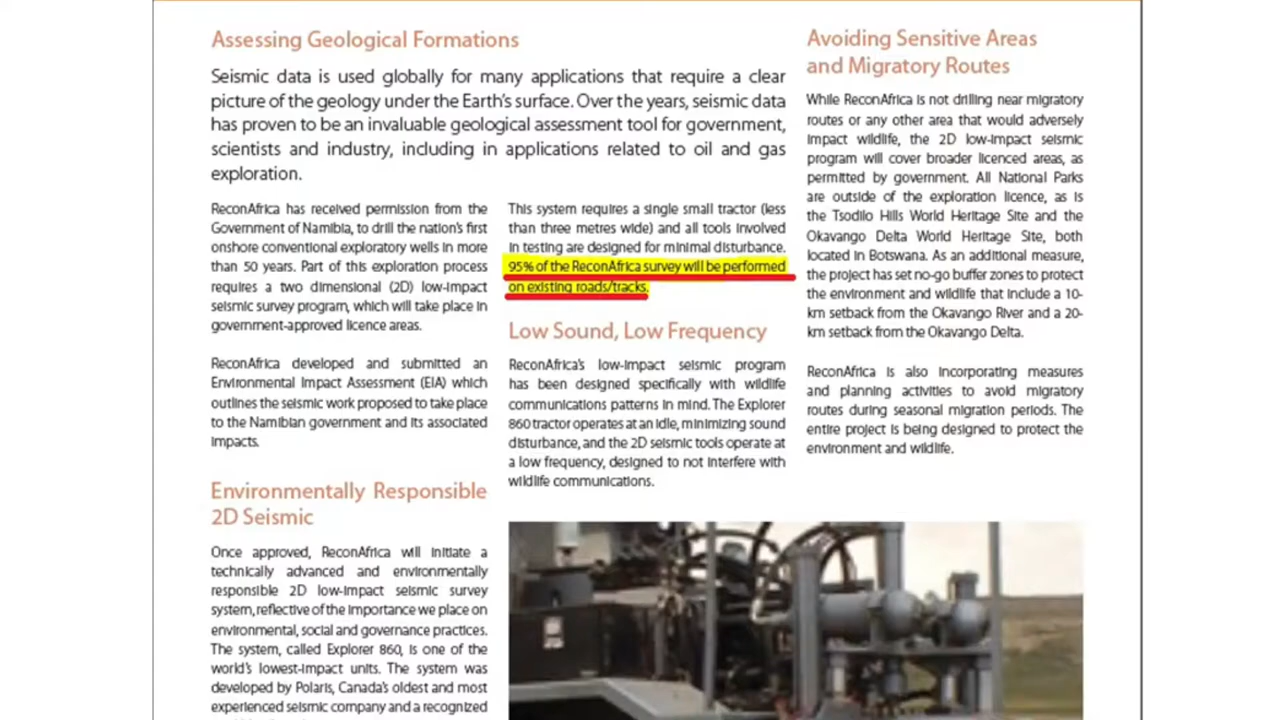 Assessing Geological Formations
Seismic data is used globally for many applications that require a clear
picture of the geology under the Earth's surface. Over the years, seismic data
has proven to be an invaluable geological assessment tool for government,
scientists and industry, including in applications related to oil and gas
exploration.
ReconAfrica has received permission from the
Government of Namibia, to drill the nation's first
onshore conventional exploratory wells in more
than 50 years. Part of this exploration process
requires a two dimensional (2D) low-impact
seismic survey program, which will take place in
government-approved licence areas.
ReconAfrica developed and submitted an
Environmental Impact Assessment (EIA) which
outlines the seismic work proposed to take place
to the Namibian government and its associated
impacts.
Environmentally Responsible
2D Seismic
Once approved, ReconAfrica will initiate a
technically advanced and environmentally
responsible 2D low-impact seismic survey
system, reflective of the importance we place on
environmental, social and governance practices.
The system, called Explorer 860, is one of the
world's lowest-impact units. The system was
developed by Polaris, Canada's oldest and most
experienced seismic company and a recognized
This system requires a single small tractor (less
than three metres wide) and all tools involved
in testing are designed for minimal disturbance.
95% of the ReconAfrica survey will be performed
on existing roads/tracks.
Low Sound, Low Frequency
ReconAfrica's low-impact seismic program
has been designed specifically with wildlife
communications patterns in mind. The Explorer
860 tractor operates at an idle, minimizing sound
disturbance, and the 2D seismic tools operate at
a low frequency, designed to not interfere with
wildlife communications.
Avoiding Sensitive Areas
and Migratory Routes
While ReconAfrica is not drilling near migratory
routes or any other area that would adversely
impact wildlife, the 2D low-impact seismic
program will cover broader licenced areas, as
permitted by government. All National Parks
are outside of the exploration licence, as is
the Tsodilo Hills World Heritage Site and the
Okavango Delta World Heritage Site, both
located in Botswana. As an additional measure,
the project has set no-go buffer zones to protect
the environment and wildlife that include a 10-
km setback from the Okavango River and a 20-
km setback from the Okavango Delta.
ReconAfrica is also incorporating measures
and planning activities to avoid migratory
routes during seasonal migration periods. The
entire project is being designed to protect the
environment and wildlife.